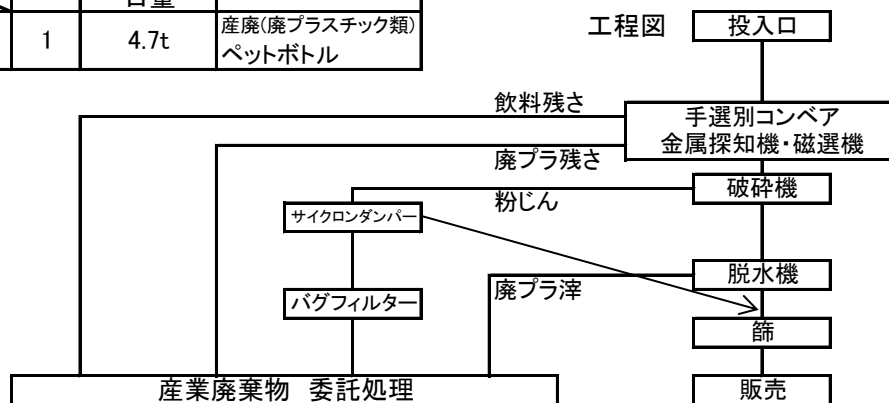 日量
1
4.7t
産廃(廃プラスチック類)
ペットボトル
工程図
投入口
飲料残さ
手選別コンベア
金属探知機・磁選機
廃プラ残さ
破砕機
粉じん
サイクロンダンパー
脱水機
廃プラ滓
バグフィルター
篩
産業廃棄物 委託処理
販売